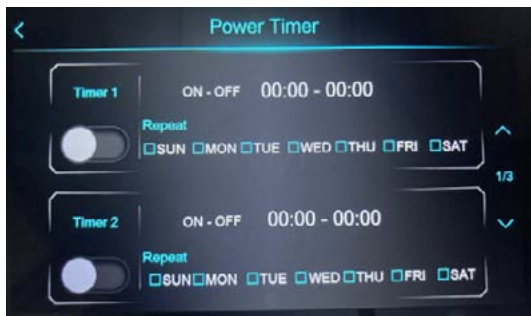 Power Timer
Timer 1 ON - OFF 00:00 - 00:00
Repeat
SUN MON TUE WED THU FRI SAT
1/3
Timer 2 ON - OFF 00:00 - 00:00
Repeat
SUN MON TUE WED THU FRI SAT